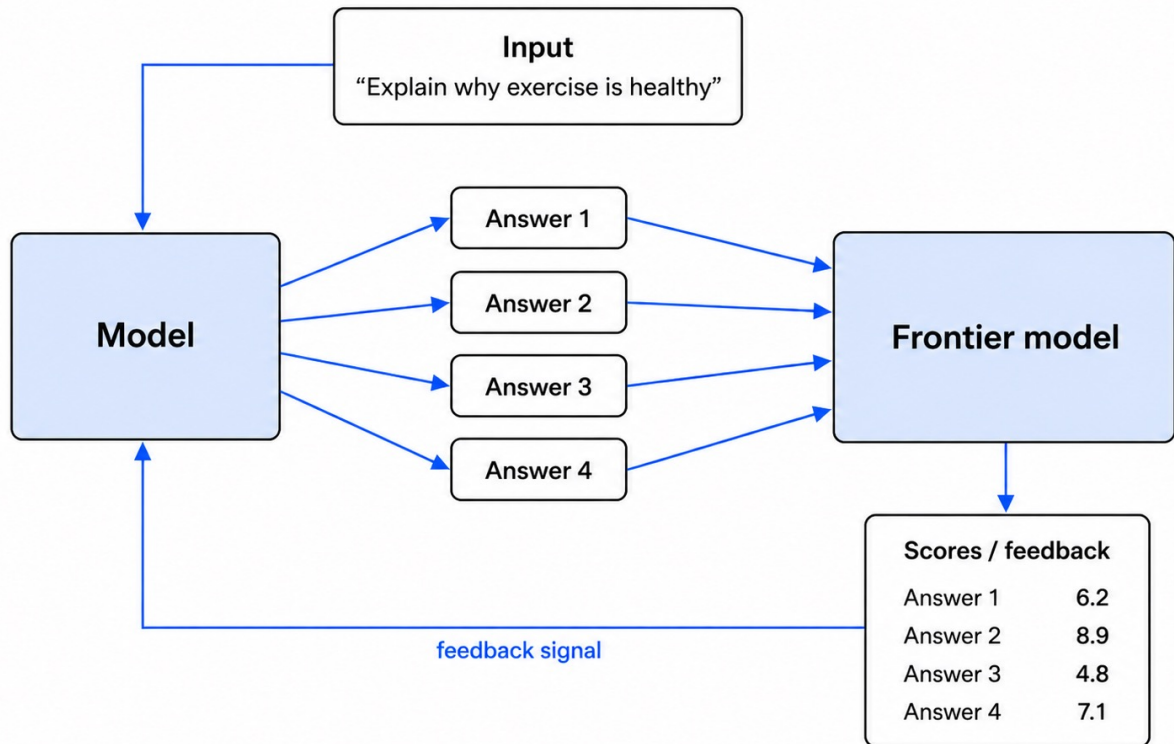 Input
“Explain why exercise is healthy”
Model
Answer 1
Answer 2
Answer 3
Answer 4
Frontier model
Scores / feedback
Answer 1 6.2
Answer 2 8.9
Answer 3 4.8
Answer 4 7.1
feedback signal